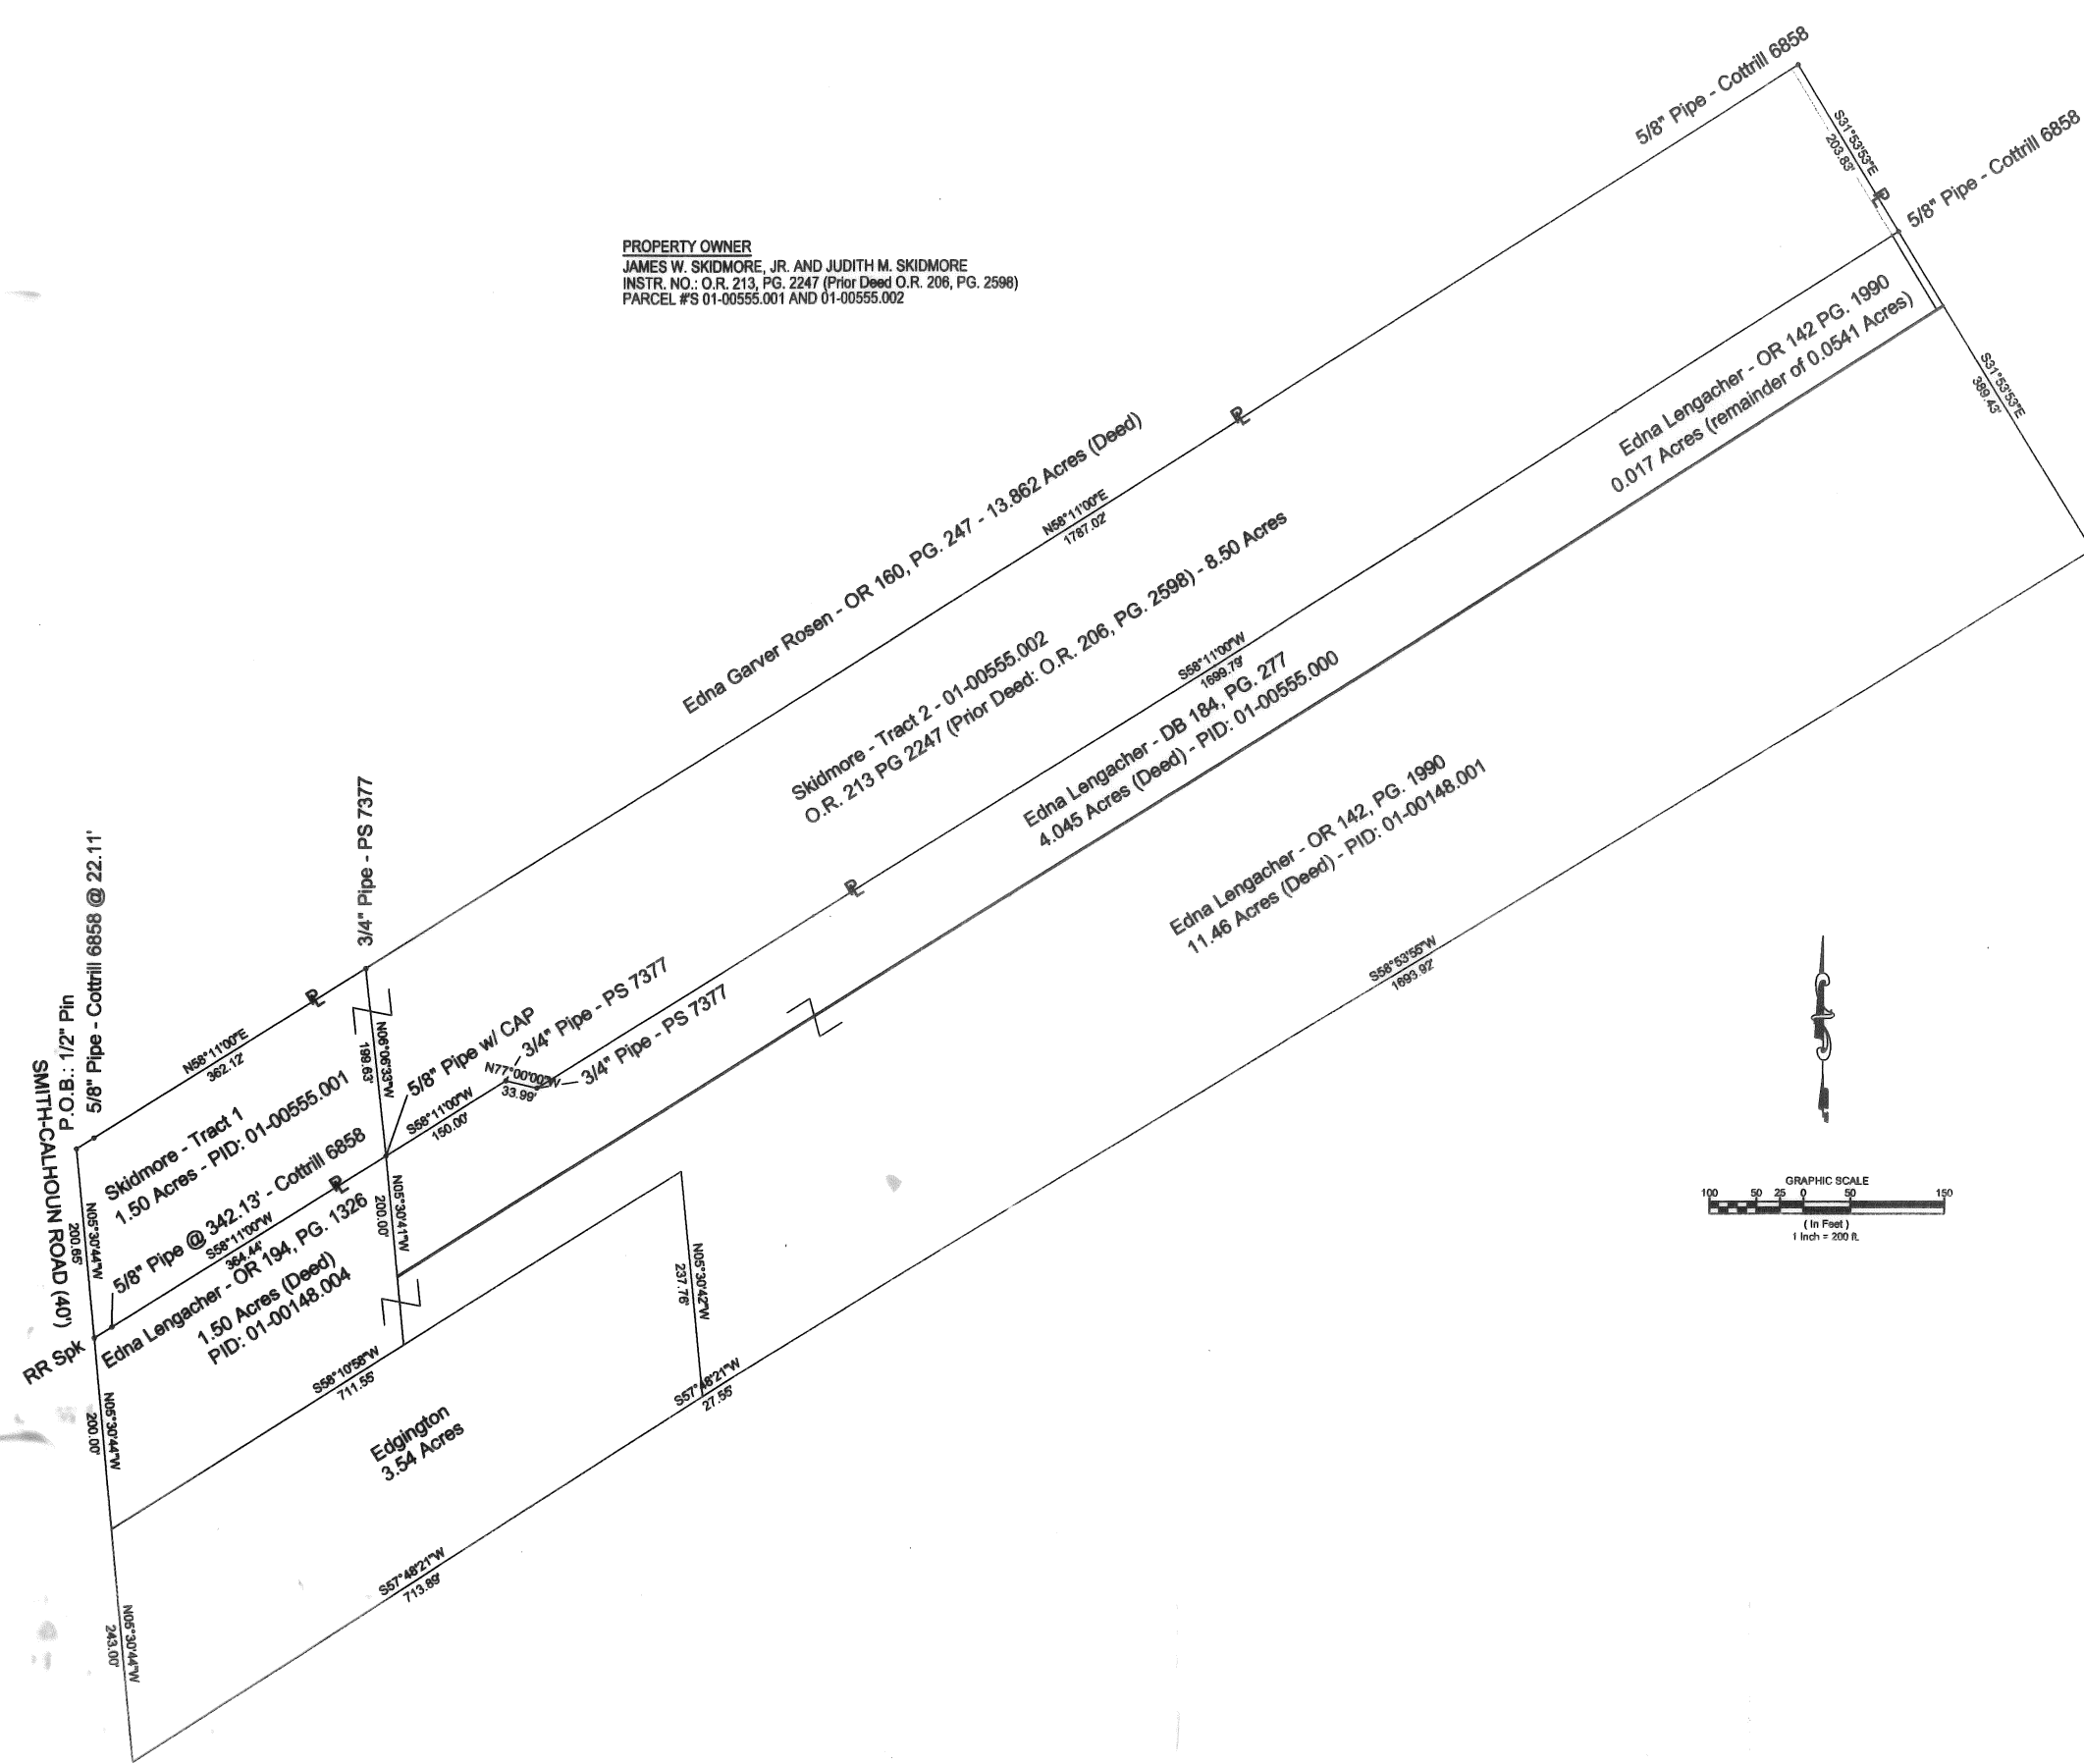 5/8" Pipe - Cottrill 6858
S31°53'53"E
203.83'
PL
5/8" Pipe - Cottrill 6858
PROPERTY OWNER
JAMES W. SKIDMORE, JR. AND JUDITH M. SKIDMORE
INSTR. NO.: O.R. 213, PG. 2247 (Prior Deed O.R. 206, PG. 2598)
PARCEL #'S 01-00555.001 AND 01-00555.002
Edna Lengacher - OR 142 PG. 1990
0.017 Acres (remainder of 0.0541 Acres)
S31°53'53"E
389.43'
PL
Edna Garver Rosen - OR 160, PG. 247 - 13.862 Acres (Deed)
N58°11'00"E
1787.02'
Skidmore - Tract 2 - 01-00555.002
O.R. 213 PG 2247 (Prior Deed: O.R. 206, PG. 2598) - 8.50 Acres
S58°11'00"W
1699.79'
Edna Lengacher - DB 184, PG. 277
4.045 Acres (Deed) - PID: 01-00555.000
Edna Lengacher - OR 142, PG. 1990
11.46 Acres (Deed) - PID: 01-00148.001
S58°53'55"W
1693.92'
PL
3/4" Pipe - PS 7377
SMITH-CALHOUN ROAD (40')
P.O.B.: 1/2" Pin
5/8" Pipe - Cottrill 6858 @ 22.11'
PL
N58°11'00"E
362.12'
N06°06'33"W
199.63'
5/8" Pipe w/ CAP
3/4" Pipe - PS 7377
3/4" Pipe - PS 7377
N77°00'00"W
33.99'
S58°11'00"W
150.00'
Skidmore - Tract 1
1.50 Acres - PID: 01-00555.001
N05°30'44"W
200.65'
5/8" Pipe @ 342.13' - Cottrill 6858
PL
S58°11'00"W
364.44'
N05°30'41"W
200.00'
RR Spk
Edna Lengacher - OR 194, PG. 1326
1.50 Acres (Deed)
PID: 01-00148.004
N05°30'44"W
200.00'
S58°10'58"W
711.55'
N05°30'42"W
237.76'
S57°48'21"W
27.55'
Edgington
3.54 Acres
S57°48'21"W
713.89'
N05°30'44"W
243.00'
GRAPHIC SCALE
100 50 25 0 50 150
( In Feet )
1 Inch = 200 ft.